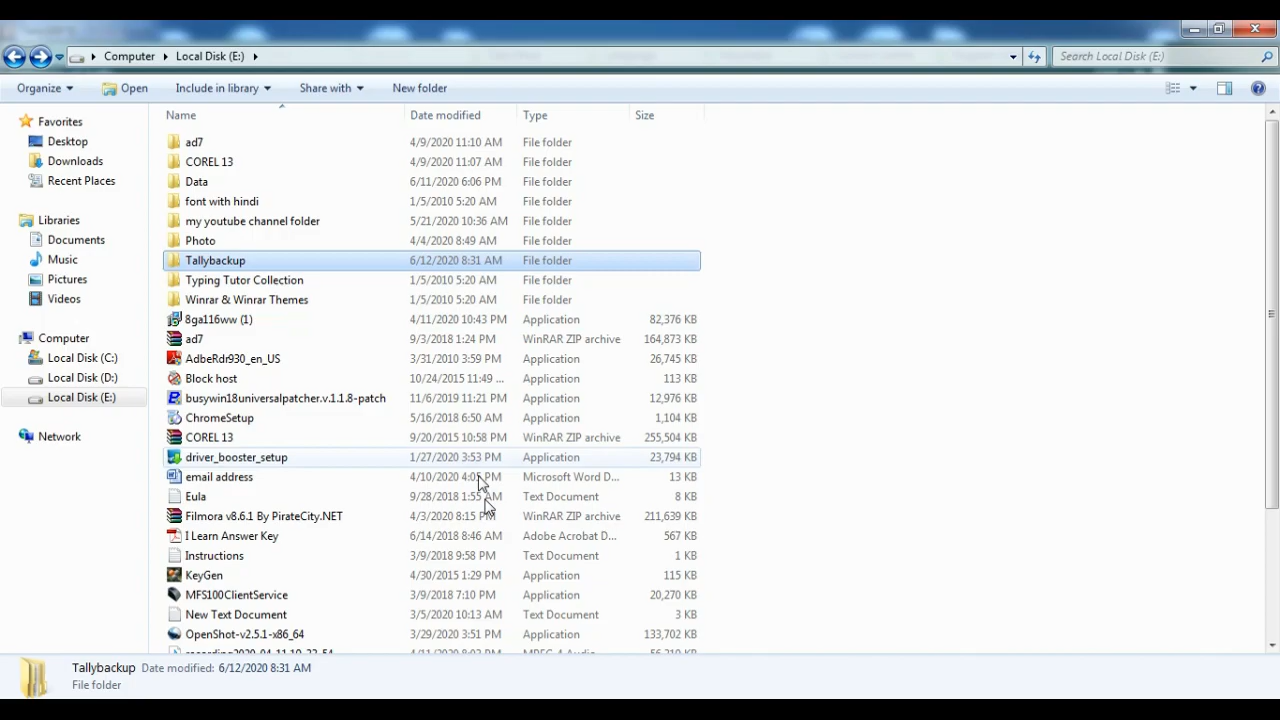 Computer Local Disk (E:) Search Local Disk (E:)
Organize Open Include in library Share with New folder
Name Date modified Type Size
Favorites
Desktop
Downloads
Recent Places
Libraries
Documents
Music
Pictures
Videos
Computer
Local Disk (C:)
Local Disk (D:)
Local Disk (E:)
Network
ad7 4/9/2020 11:10 AM File folder
COREL 13 4/9/2020 11:07 AM File folder
Data 6/11/2020 6:06 PM File folder
font with hindi 1/5/2010 5:20 AM File folder
my youtube channel folder 5/21/2020 10:36 AM File folder
Photo 4/4/2020 8:49 AM File folder
Tallybackup 6/12/2020 8:31 AM File folder
Typing Tutor Collection 1/5/2010 5:20 AM File folder
Winrar & Winrar Themes 1/5/2010 5:20 AM File folder
8ga116ww (1) 4/11/2020 10:43 PM Application 82,376 KB
ad7 9/3/2018 1:24 PM WinRAR ZIP archive 164,873 KB
AdbeRdr930_en_US 3/31/2010 3:59 PM Application 26,745 KB
Block host 10/24/2015 11:49 ... Application 113 KB
busywin18universalpatcher.v.1.1.8-patch 11/6/2019 11:21 PM Application 12,976 KB
ChromeSetup 5/16/2018 6:50 AM Application 1,104 KB
COREL 13 9/20/2015 10:58 PM WinRAR ZIP archive 255,504 KB
driver_booster_setup 1/27/2020 3:53 PM Application 23,794 KB
email address 4/10/2020 4:05 PM Microsoft Word D... 13 KB
Eula 9/28/2018 1:55 AM Text Document 8 KB
Filmora v8.6.1 By PirateCity.NET 4/3/2020 8:15 PM WinRAR ZIP archive 211,639 KB
I Learn Answer Key 6/14/2018 8:46 AM Adobe Acrobat D... 567 KB
Instructions 3/9/2018 9:58 PM Text Document 1 KB
KeyGen 4/30/2015 1:29 PM Application 115 KB
MFS100ClientService 3/9/2018 7:10 PM Application 20,270 KB
New Text Document 3/5/2020 10:13 AM Text Document 3 KB
OpenShot-v2.5.1-x86_64 3/29/2020 3:51 PM Application 133,702 KB
Tallybackup Date modified: 6/12/2020 8:31 AM
File folder